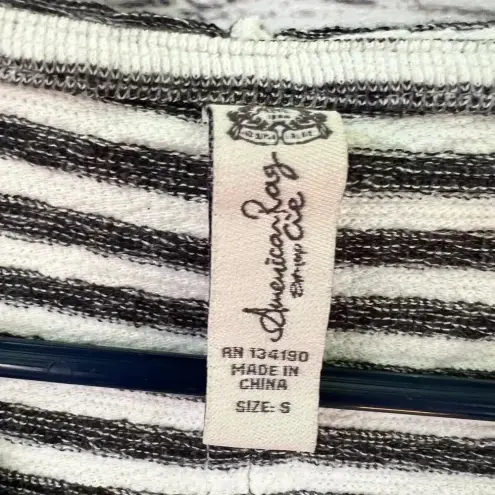 American Rag
Cie
RN 134190
MADE IN
CHINA
SIZE: S